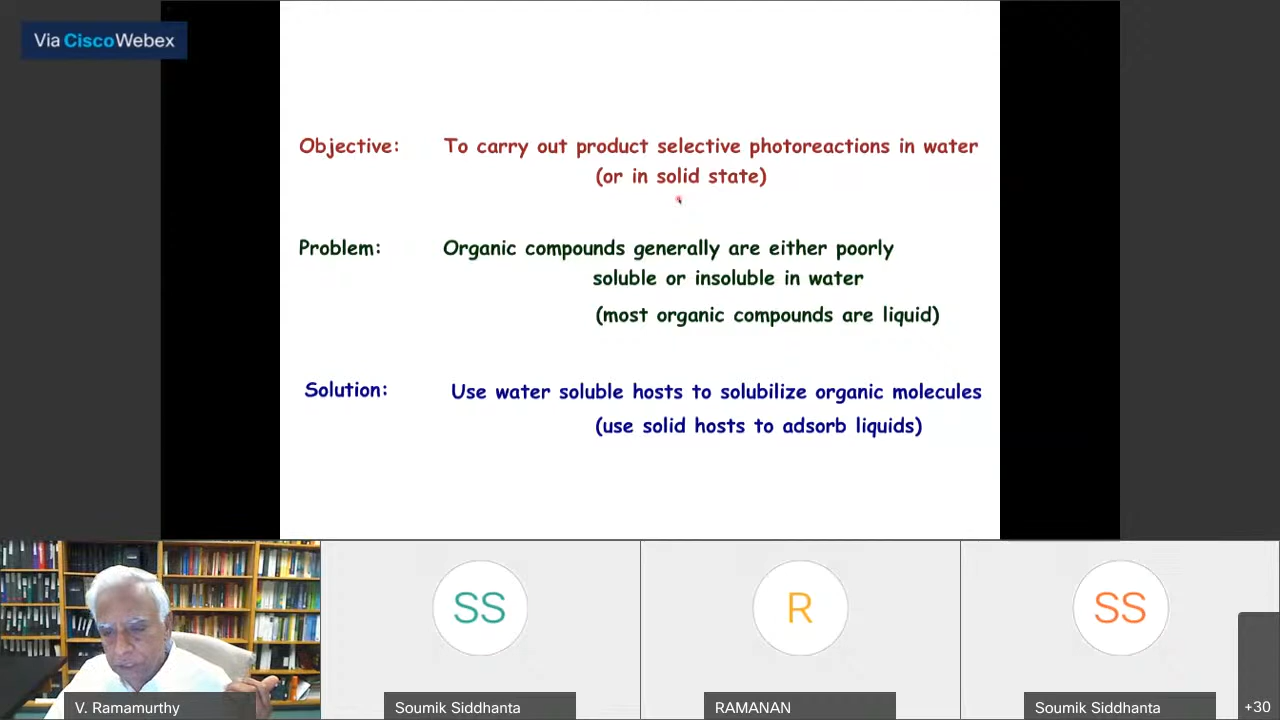 Via Cisco Webex
Objective: To carry out product selective photoreactions in water
(or in solid state)
Problem: Organic compounds generally are either poorly
soluble or insoluble in water
(most organic compounds are liquid)
Solution: Use water soluble hosts to solubilize organic molecules
(use solid hosts to adsorb liquids)
SS
R
SS
V. Ramamurthy
Soumik Siddhanta
RAMANAN
Soumik Siddhanta
+30